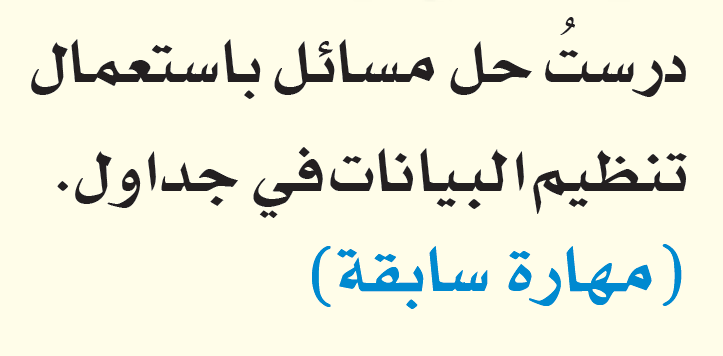 درستُ حل مسائل باستعمال
تنظيم البيانات في جداول.
(مهارة سابقة)